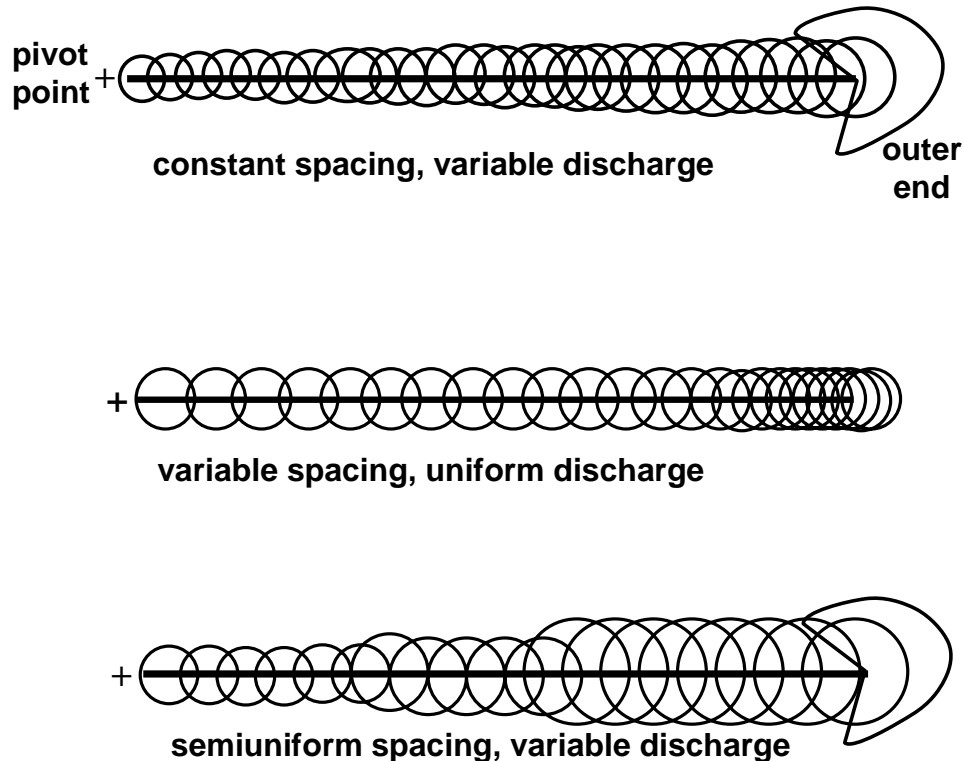 pivot
point +
constant spacing, variable discharge
outer
end
+
variable spacing, uniform discharge
+
semiuniform spacing, variable discharge